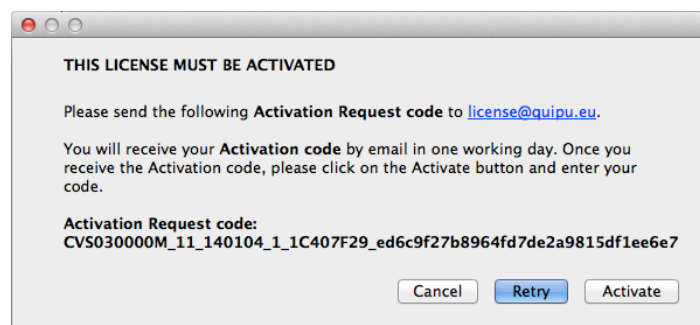 THIS LICENSE MUST BE ACTIVATED
Please send the following Activation Request code to license@quipu.eu.
You will receive your Activation code by email in one working day. Once you
receive the Activation code, please click on the Activate button and enter your
code.
Activation Request code:
CVS030000M_11_140104_1_1C407F29_ed6c9f27b8964fd7de2a9815df1ee6e7
Cancel Retry Activate